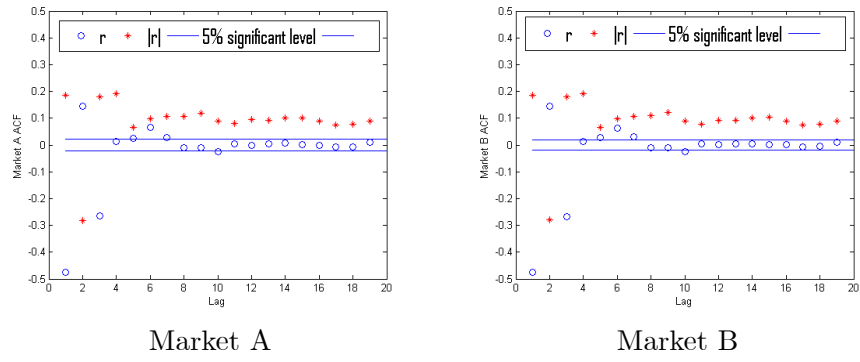 r |r| 5% significant level
0.5
0.4
0.3
0.2
0.1
0
-0.1
-0.2
-0.3
-0.4
-0.5
Market A ACF
0 2 4 6 8 10 12 14 16 18 20
Lag
Market A
r |r| 5% significant level
0.5
0.4
0.3
0.2
0.1
0
-0.1
-0.2
-0.3
-0.4
-0.5
Market B ACF
0 2 4 6 8 10 12 14 16 18 20
Lag
Market B